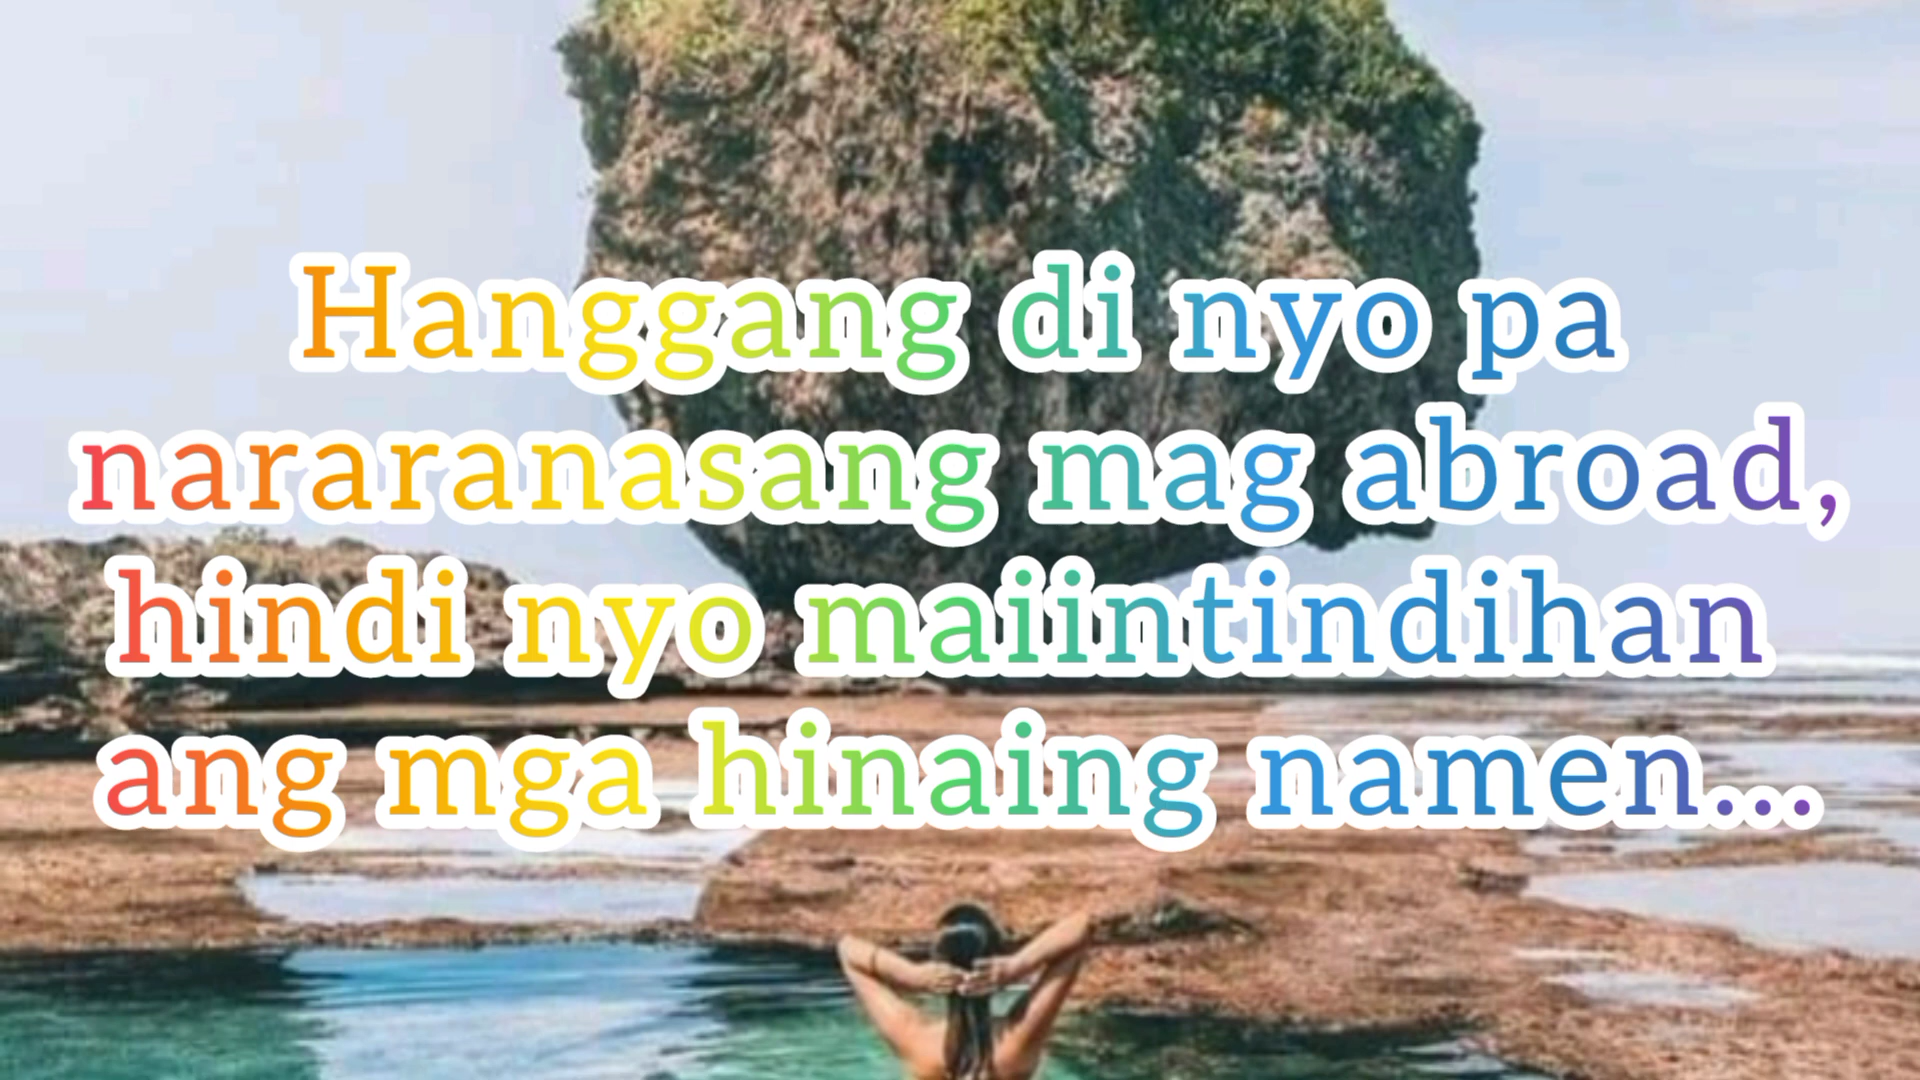 Hanggang di nyo pa
nararanasang mag abroad,
hindi nyo maiintindihan
ang mga hinaing namen...